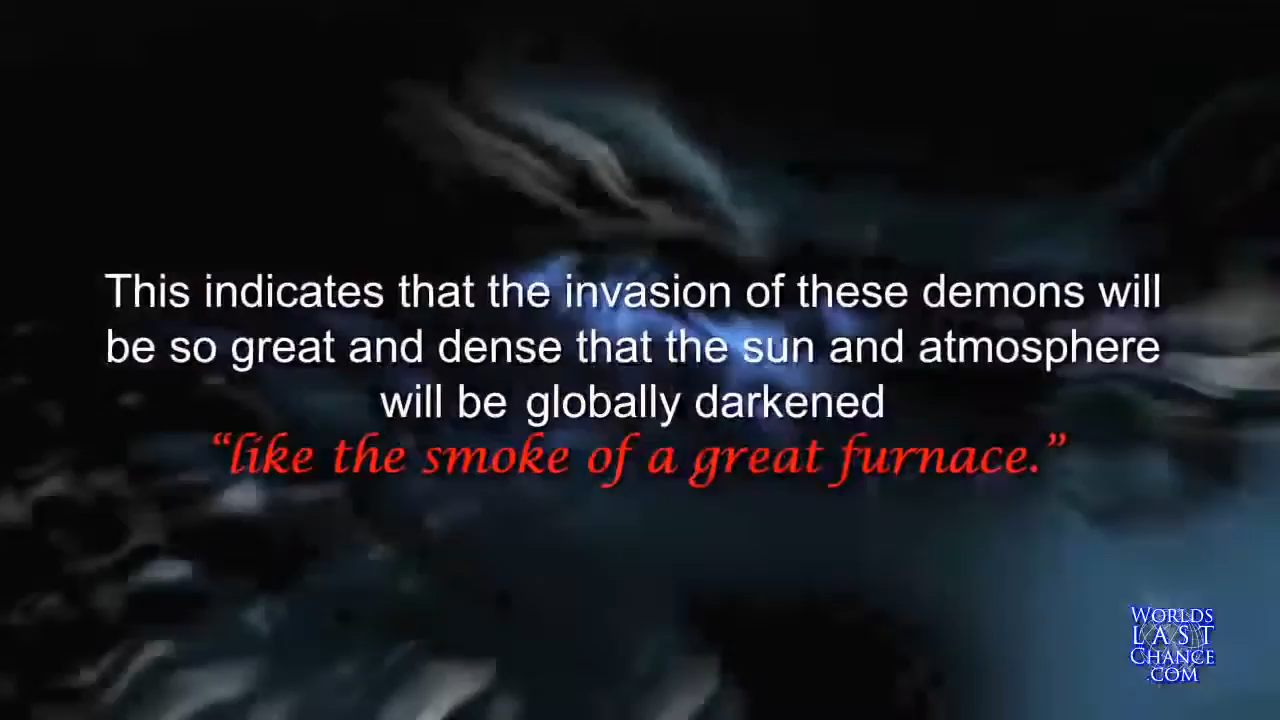 This indicates that the invasion of these demons will
be so great and dense that the sun and atmosphere
will be globally darkened
“like the smoke of a great furnace.”
WORLDS
LAST
CHANCE
.COM